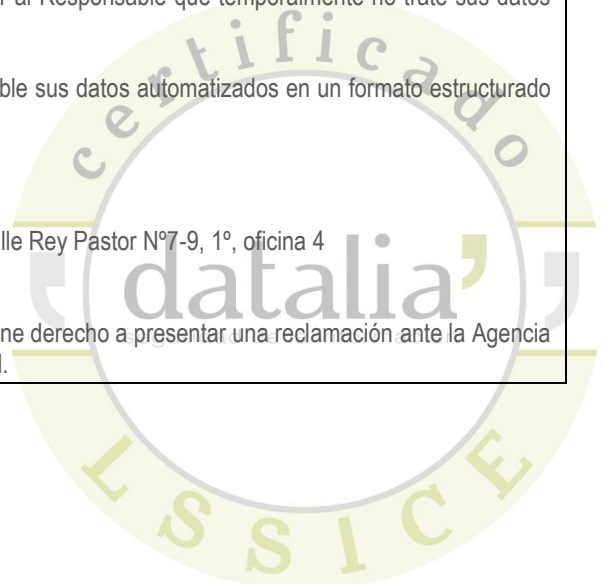 al Responsable que temporalmente no trate sus datos
certificado
ble sus datos automatizados en un formato estructurado
lle Rey Pastor Nº7-9, 1º, oficina 4
datalia
ne derecho a presentar una reclamación ante la Agencia
LSSICE